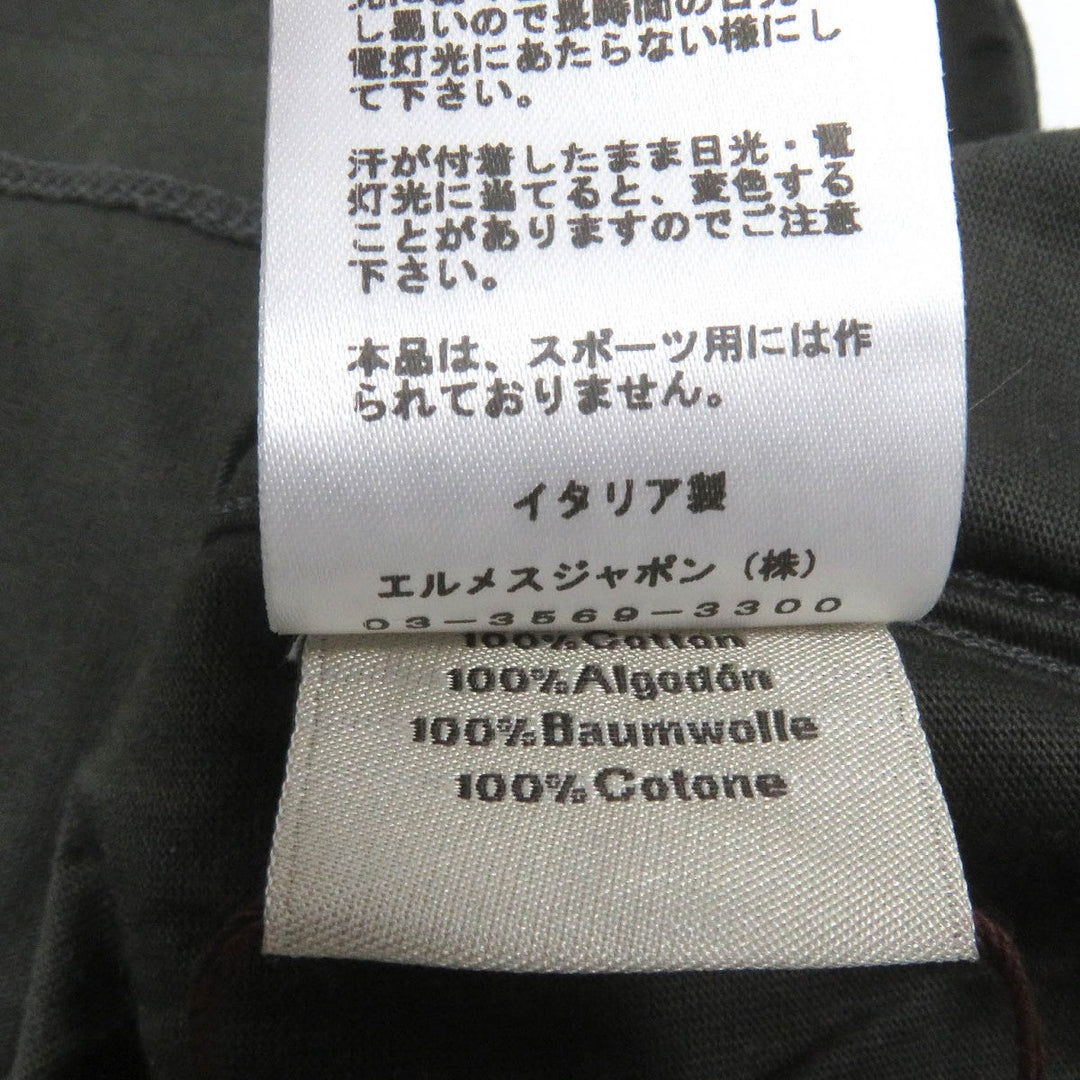 し易いので長時間の日光
電灯光にあたらない様にし
て下さい。
汗が付着したまま日光・電
灯光に当てると、変色する
ことがありますのでご注意
下さい。
本品は、スポーツ用には作
られておりません。
イタリア製
エルメスジャポン（株）
03-3569-3300
100%Cotton
100%Algodón
100%Baumwolle
100%Cotone